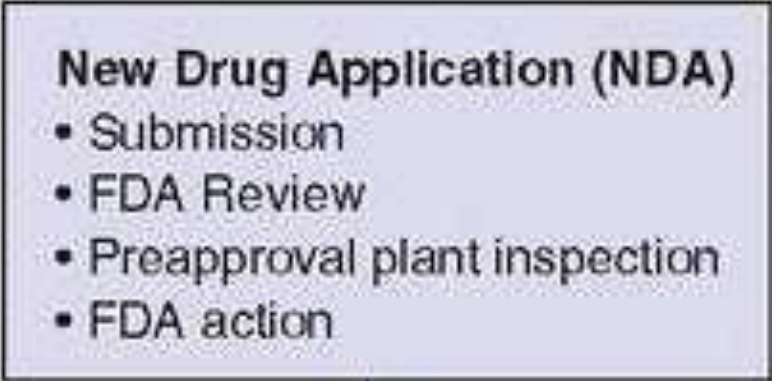 New Drug Application (NDA)
• Submission
• FDA Review
• Preapproval plant inspection
• FDA action